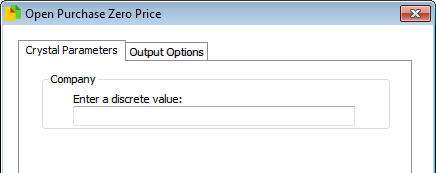 Open Purchase Zero Price
Crystal Parameters Output Options
Company
Enter a discrete value: